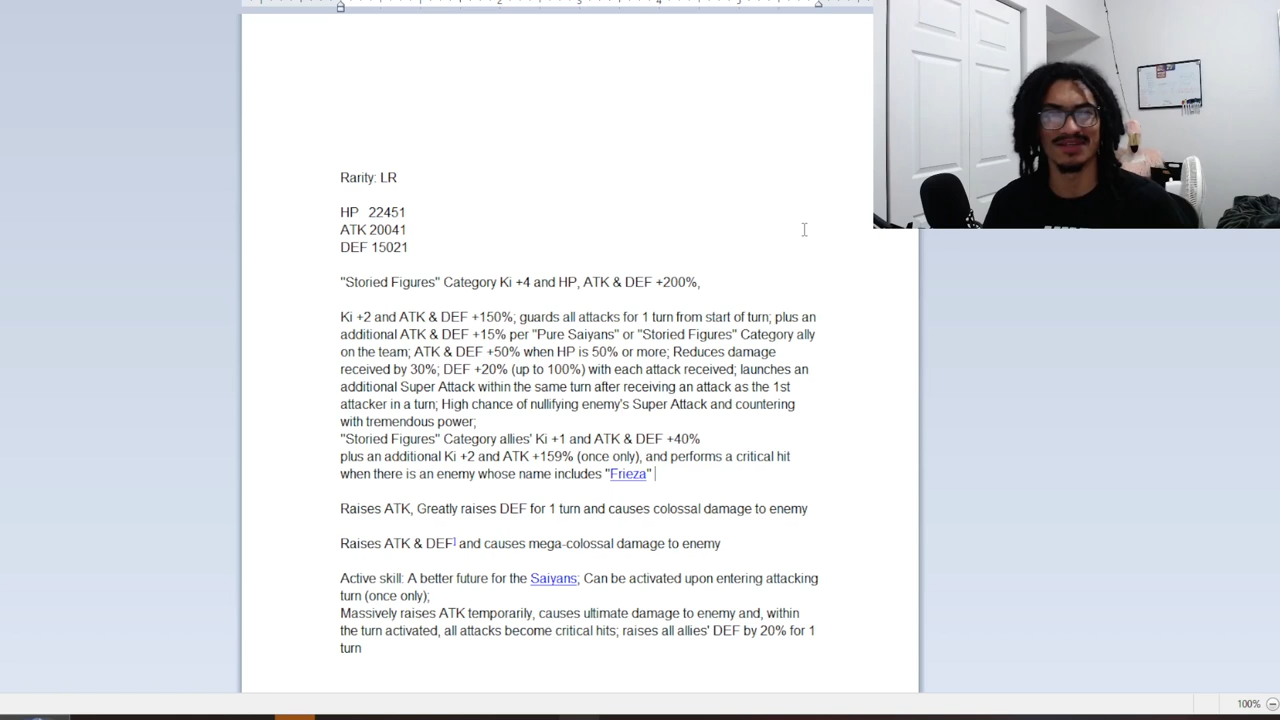 Rarity: LR
HP 22451
ATK 20041
DEF 15021
"Storied Figures" Category Ki +4 and HP, ATK & DEF +200%,
Ki +2 and ATK & DEF +150%; guards all attacks for 1 turn from start of turn; plus an
additional ATK & DEF +15% per "Pure Saiyans" or "Storied Figures" Category ally
on the team; ATK & DEF +50% when HP is 50% or more; Reduces damage
received by 30%; DEF +20% (up to 100%) with each attack received; launches an
additional Super Attack within the same turn after receiving an attack as the 1st
attacker in a turn; High chance of nullifying enemy's Super Attack and countering
with tremendous power;
"Storied Figures" Category allies' Ki +1 and ATK & DEF +40%
plus an additional Ki +2 and ATK +159% (once only), and performs a critical hit
when there is an enemy whose name includes "Frieza"
Raises ATK, Greatly raises DEF for 1 turn and causes colossal damage to enemy
Raises ATK & DEF and causes mega-colossal damage to enemy
Active skill: A better future for the Saiyans; Can be activated upon entering attacking
turn (once only);
Massively raises ATK temporarily, causes ultimate damage to enemy and, within
the turn activated, all attacks become critical hits; raises all allies' DEF by 20% for 1
turn
100%